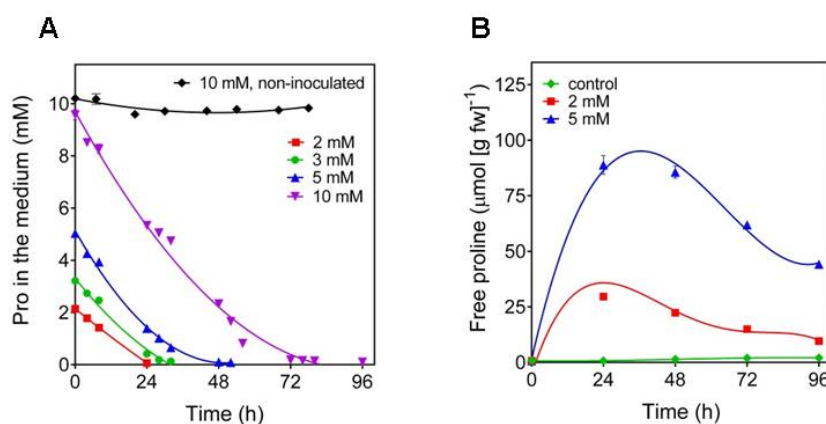 A
10 mM, non-inoculated
2 mM
3 mM
5 mM
10 mM
Pro in the medium (mM)
10
8
6
4
2
0
0 24 48 72 96
Time (h)
B
control
2 mM
5 mM
Free proline (μmol [g fw]⁻¹)
125
100
75
50
25
0
0 24 48 72 96
Time (h)